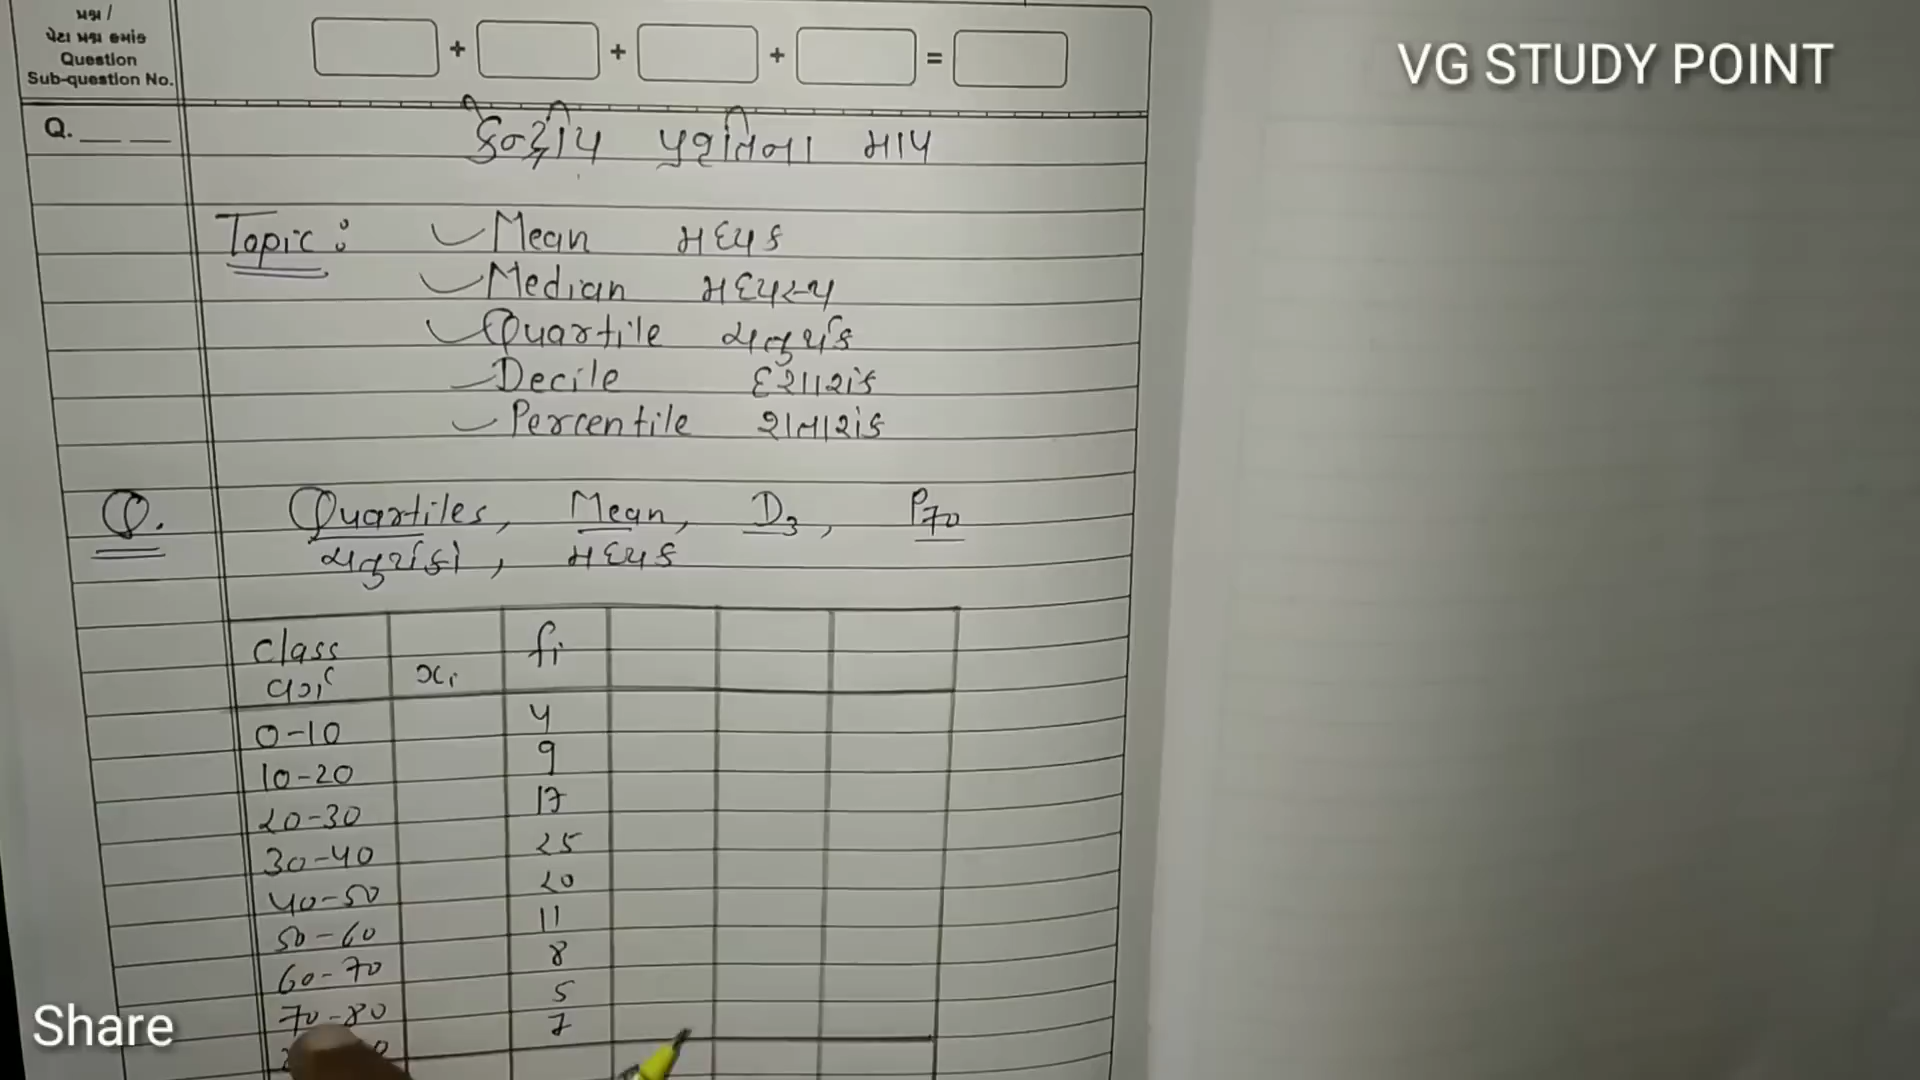 પ્રશ્ન /
પેટા પ્રશ્ન ક્રમાંક
Question
Sub-question No.
+ + + =
VG STUDY POINT
Q. __ __
કેન્દ્રીય પ્રવૃત્તિના માપ
Topic : Mean મધ્યક
Median મધ્યસ્થ
Quartile ચતુર્થક
Decile દશાંશક
Percentile શતાંશક
Q. Quartiles, Mean, D3, P70
ચતુર્થકો, મધ્યક
Class xi fi
વર્ગ
0-10 4
10-20 9
20-30 17
30-40 25
40-50 20
50-60 11
60-70 8
70-80 5
7
Share